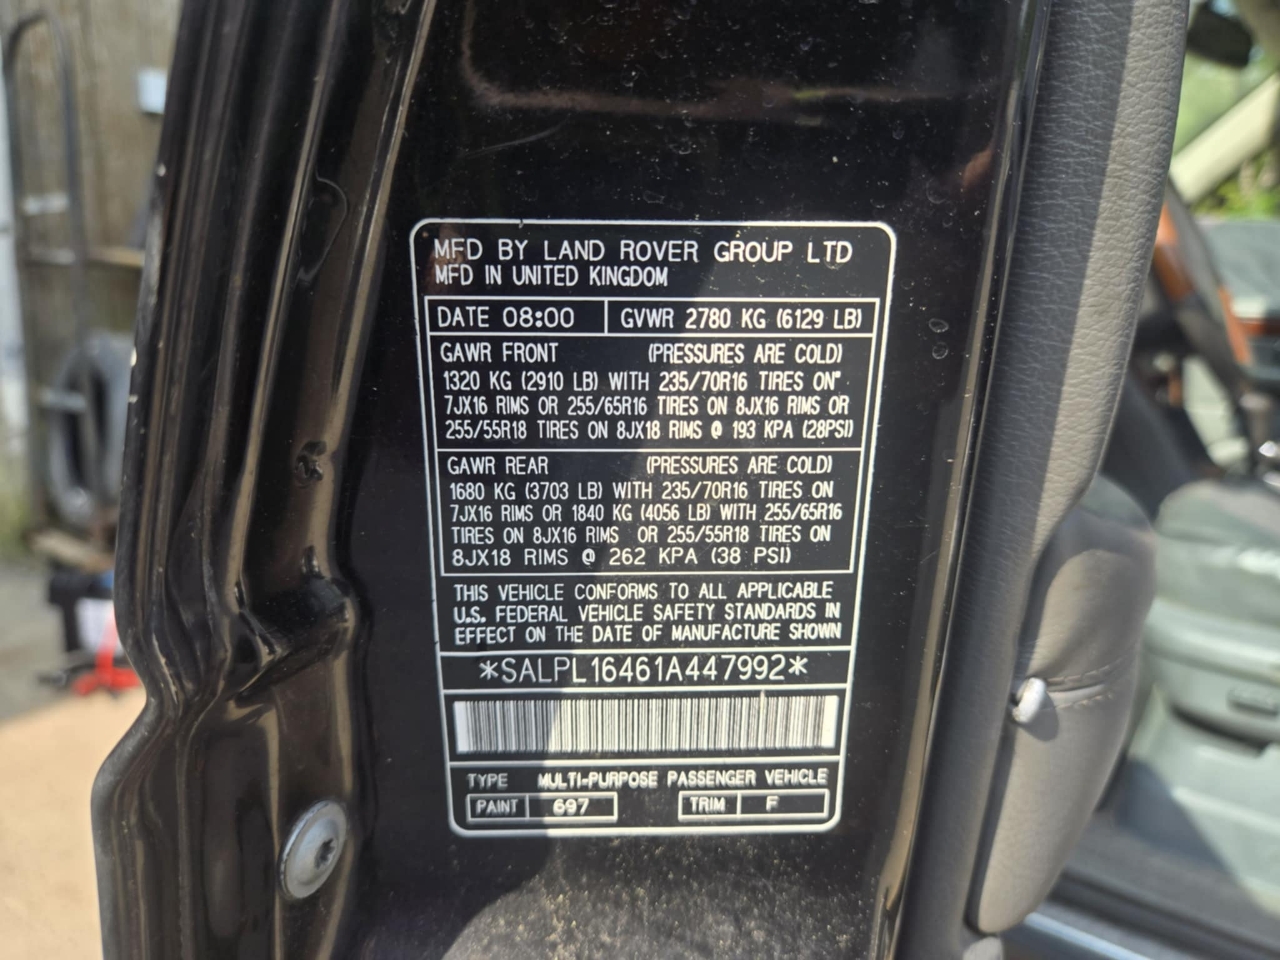 MFD BY LAND ROVER GROUP LTD
MFD IN UNITED KINGDOM
DATE 08:00
GVWR 2780 KG (6129 LB)
GAWR FRONT (PRESSURES ARE COLD)
1320 KG (2910 LB) WITH 235/70R16 TIRES ON"
7JX16 RIMS OR 255/65R16 TIRES ON 8JX16 RIMS OR
255/55R18 TIRES ON 8JX18 RIMS @ 193 KPA (28PSI)
GAWR REAR (PRESSURES ARE COLD)
1680 KG (3703 LB) WITH 235/70R16 TIRES ON
7JX16 RIMS OR 1840 KG (4056 LB) WITH 255/65R16
TIRES ON 8JX16 RIMS OR 255/55R18 TIRES ON
8JX18 RIMS @ 262 KPA (38 PSI)
THIS VEHICLE CONFORMS TO ALL APPLICABLE
U.S. FEDERAL VEHICLE SAFETY STANDARDS IN
EFFECT ON THE DATE OF MANUFACTURE SHOWN
*SALPL16461A447992*
TYPE MULTI-PURPOSE PASSENGER VEHICLE
PAINT 697 TRIM F